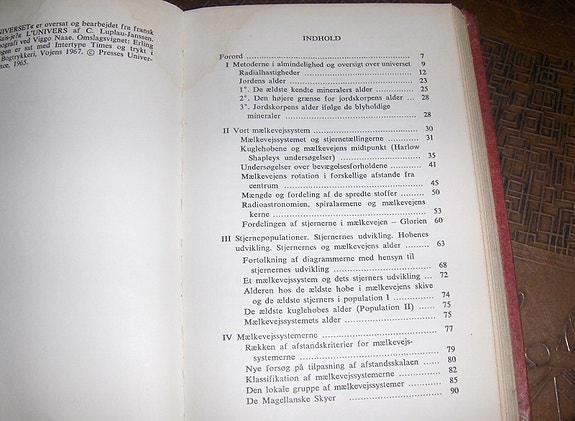 NIVERSET« er oversat og bearbejdet fra fransk
Sais-je?« L'UNIVERS af C. Luplau-Janssen.
ografi ved Viggo Naae. Omslagsvignet: Erling
gen er sat med Intertype Times og trykt i
Bogtrykkeri, Vojens 1967. © Presses Univer-
nce, 1965.
INDHOLD
Forord 7
I Metoderne i almindelighed og oversigt over universet 9
Radialhastigheder 12
Jordens alder 23
1°. De ældste kendte mineralers alder 25
2°. Den højere grænse for jordskorpens alder 28
3°. Jordskorpens alder ifølge de blyholdige
mineraler 28
II Vort mælkevejssystem 30
Mælkevejssystemet og stjernetællingerne 31
Kuglehobene og mælkevejens midtpunkt (Harlow
Shapleys undersøgelser) 35
Undersøgelser over bevægelsesforholdene 41
Mælkevejens rotation i forskellige afstande fra
centrum 45
Mængde og fordeling af de spredte stoffer 50
Radioastronomien, spiralarmene og mælkevejens
kerne 53
Fordelingen af stjernerne i mælkevejen – Glorien 60
III Stjernepopulationer. Stjernernes udvikling. Hobenes
udvikling. Stjernernes og mælkevejens alder 63
Fortolkning af diagrammerne med hensyn til
stjernernes udvikling 68
Et mælkevejssystem og dets stjerners udvikling 72
Alderen hos de ældste hobe i mælkevejens skive
og de ældste stjerners i population I 74
De ældste kuglehobes alder (Population II) 75
Mælkevejssystemets alder 75
IV Mælkevejssystemerne 77
Rækken af afstandskriterier for mælkevejs-
systemerne 79
Nye forsøg på tilpasning af afstandsskalaen 80
Klassifikation af mælkevejssystemerne 82
Den lokale gruppe af mælkevejssystemer 85
De Magellanske Skyer 90